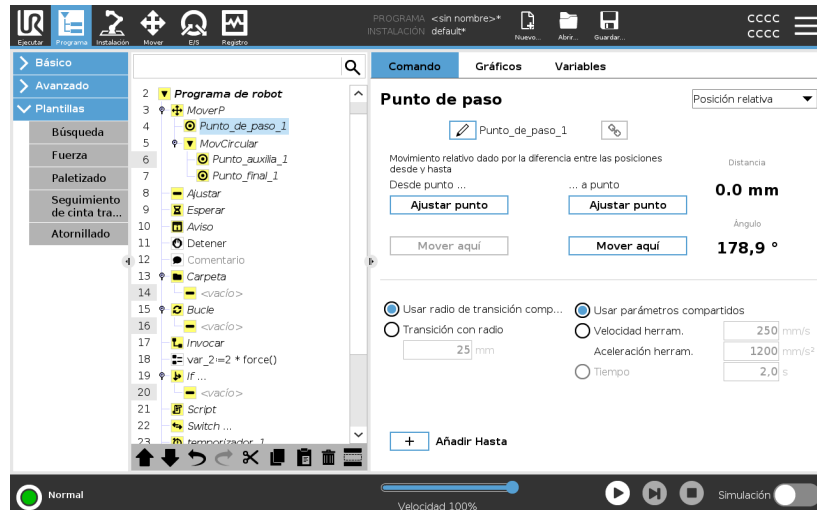 UR
PROGRAMA <sin nombre>*
INSTALACIÓN default*
CCCC
CCCC
Ejecutar Programa Instalación Mover E/S Registro Nuevo... Abrir... Guardar...
Básico
Avanzado
Plantillas
Búsqueda
Fuerza
Paletizado
Seguimiento
de cinta tra...
Atornillado
2 Programa de robot
3 MoverP
4 Punto_de_paso_1
5 MovCircular
6 Punto_auxilia_1
7 Punto_final_1
8 Ajustar
9 Esperar
10 Aviso
11 Detener
12 Comentario
13 Carpeta
14 <vacío>
15 Bucle
16 <vacío>
17 Invocar
18 var_2:=2 * force()
19 If ...
20 <vacío>
21 Script
22 Switch ...
23 temporizador_1
Comando Gráficos Variables
Punto de paso
Posición relativa
Punto_de_paso_1
Movimiento relativo dado por la diferencia entre las posiciones
desde y hasta
Desde punto ... ... a punto
Ajustar punto Ajustar punto
Mover aquí Mover aquí
Distancia
0.0 mm
Ángulo
178,9 °
Usar radio de transición comp...
Transición con radio
25 mm
Usar parámetros compartidos
Velocidad herram. 250 mm/s
Aceleración herram. 1200 mm/s²
Tiempo 2,0 s
+ Añadir Hasta
Normal
Velocidad 100%
Simulación